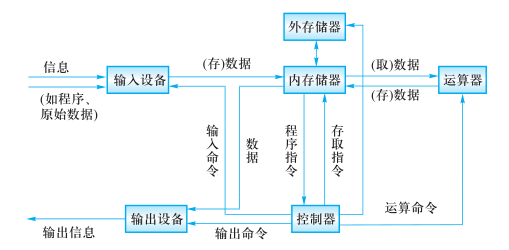 外存储器
信息
(存)数据
(取)数据
输入设备
内存储器
运算器
(如程序、
原始数据)
(存)数据
输入命令
数据
程序指令
存取指令
运算命令
输出设备
控制器
输出信息
输出命令